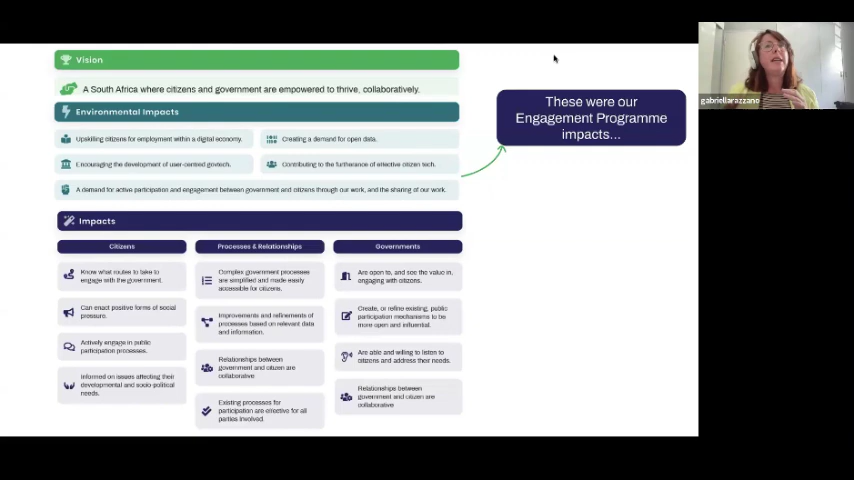 Vision
A South Africa where citizens and government are empowered to thrive, collaboratively.
Environmental Impacts
Upskilling citizens for employment within a digital economy.
Creating a demand for open data.
Encouraging the development of user-centred govtech.
Contributing to the furtherance of effective citizen tech.
A demand for active participation and engagement between government and citizens through our work, and the sharing of our work.
These were our
Engagement Programme
impacts...
gabriellarazzano
Impacts
Citizens
Know what routes to take to
engage with the government.
Can enact positive forms of social
pressure.
Actively engage in public
participation processes.
Informed on issues affecting their
developmental and socio-political
needs.
Processes & Relationships
Complex government processes
are simplified and made easily
accessible for citizens.
Improvements and refinements of
processes based on relevant data
and information.
Relationships between
government and citizen are
collaborative
Existing processes for
participation are effective for all
parties involved.
Governments
Are open to, and see the value in,
engaging with citizens.
Create, or refine existing, public
participation mechanisms to be
more open and influential.
Are able and willing to listen to
citizens and address their needs.
Relationships between
government and citizen are
collaborative